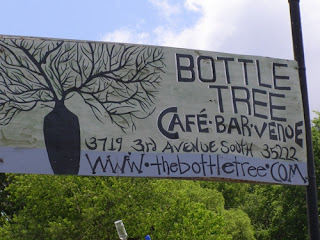 BOTTLE
TREE
CAFÉ·BAR·VENUE
3719 3rd AVENUE SOUTH 35222
WWW.thebottletree.COM